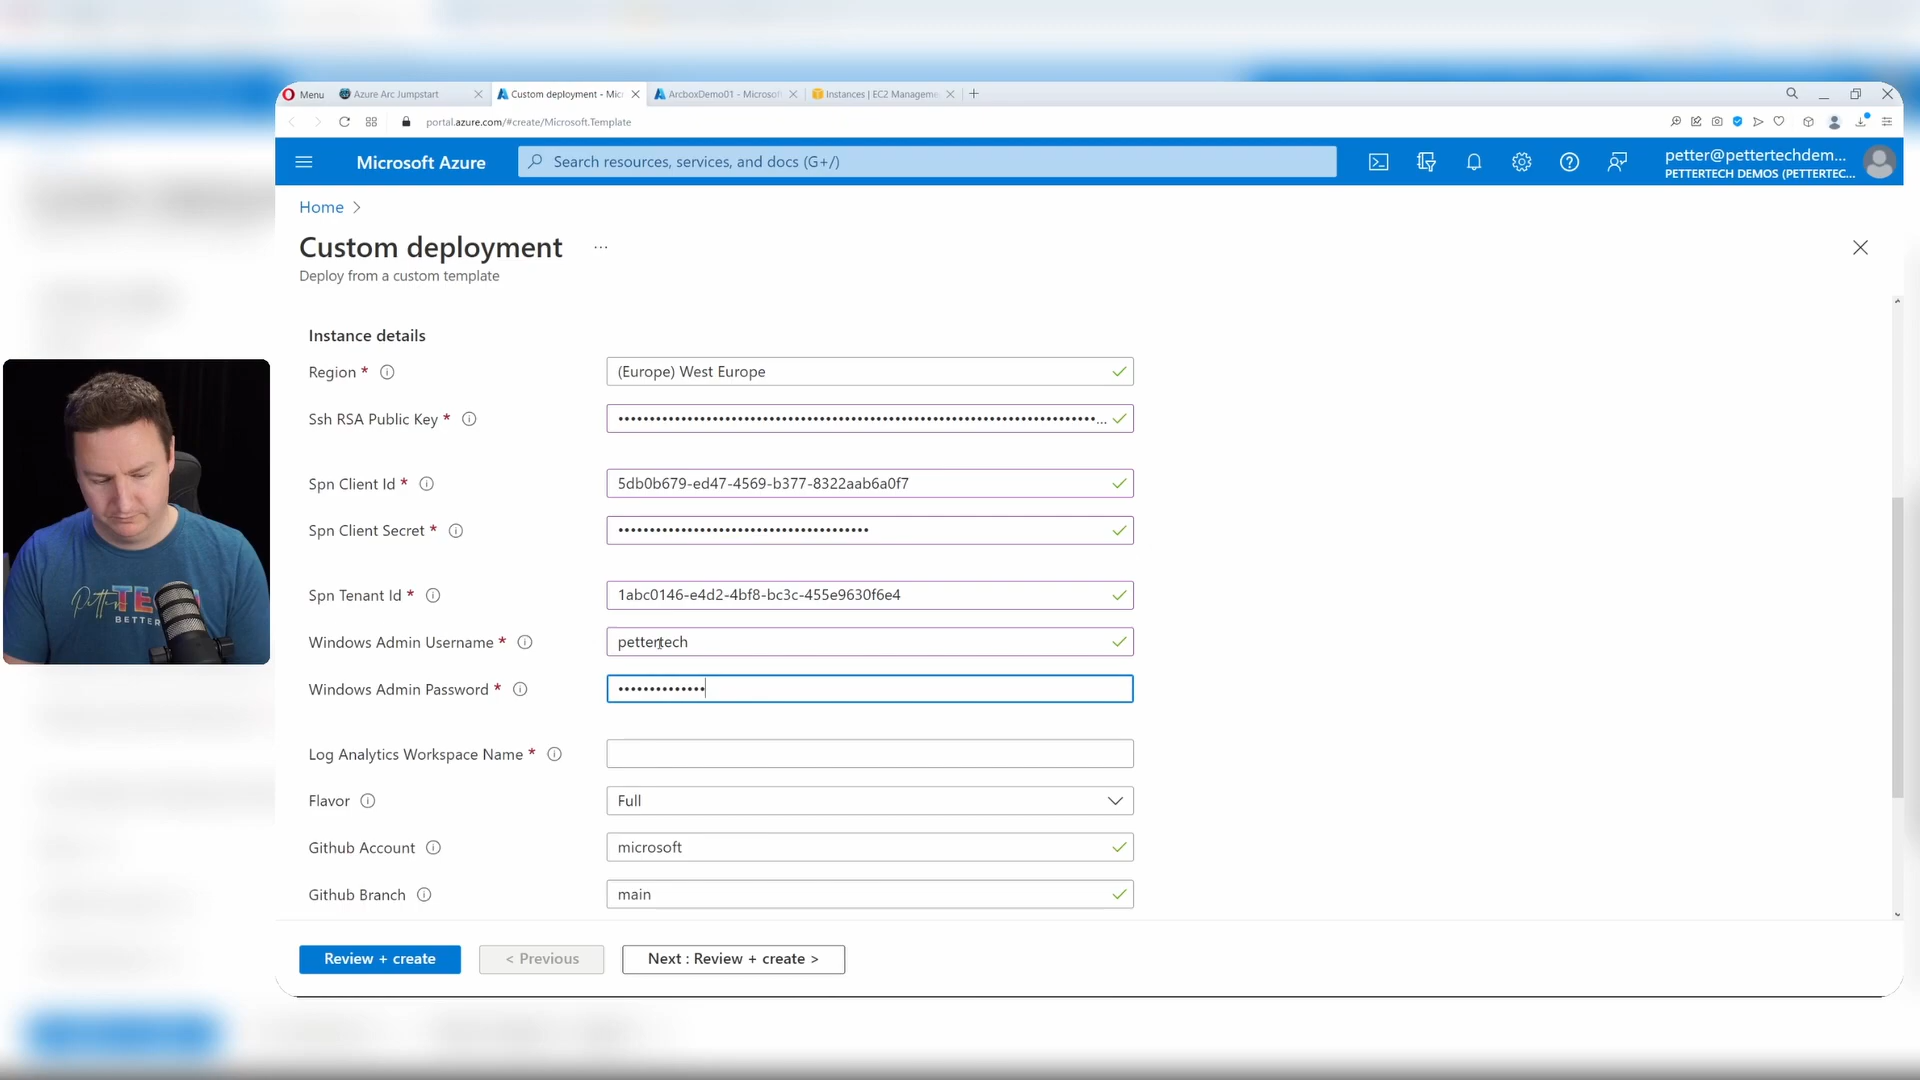 Menu
Azure Arc Jumpstart
Custom deployment - Mic
ArcboxDemo01 - Microsof
Instances | EC2 Manageme
portal.azure.com/#create/Microsoft.Template
Microsoft Azure
Search resources, services, and docs (G+/)
petter@pettertechdem...
PETTERTECH DEMOS (PETTERTEC...
Home >
Custom deployment ...
Deploy from a custom template
Instance details
Region *
(Europe) West Europe
Ssh RSA Public Key *
Spn Client Id *
5db0b679-ed47-4569-b377-8322aab6a0f7
Spn Client Secret *
Spn Tenant Id *
1abc0146-e4d2-4bf8-bc3c-455e9630f6e4
Windows Admin Username *
pettertech
Windows Admin Password *
Log Analytics Workspace Name *
Flavor
Full
Github Account
microsoft
Github Branch
main
Review + create
< Previous
Next : Review + create >
Petter TE
BETTER